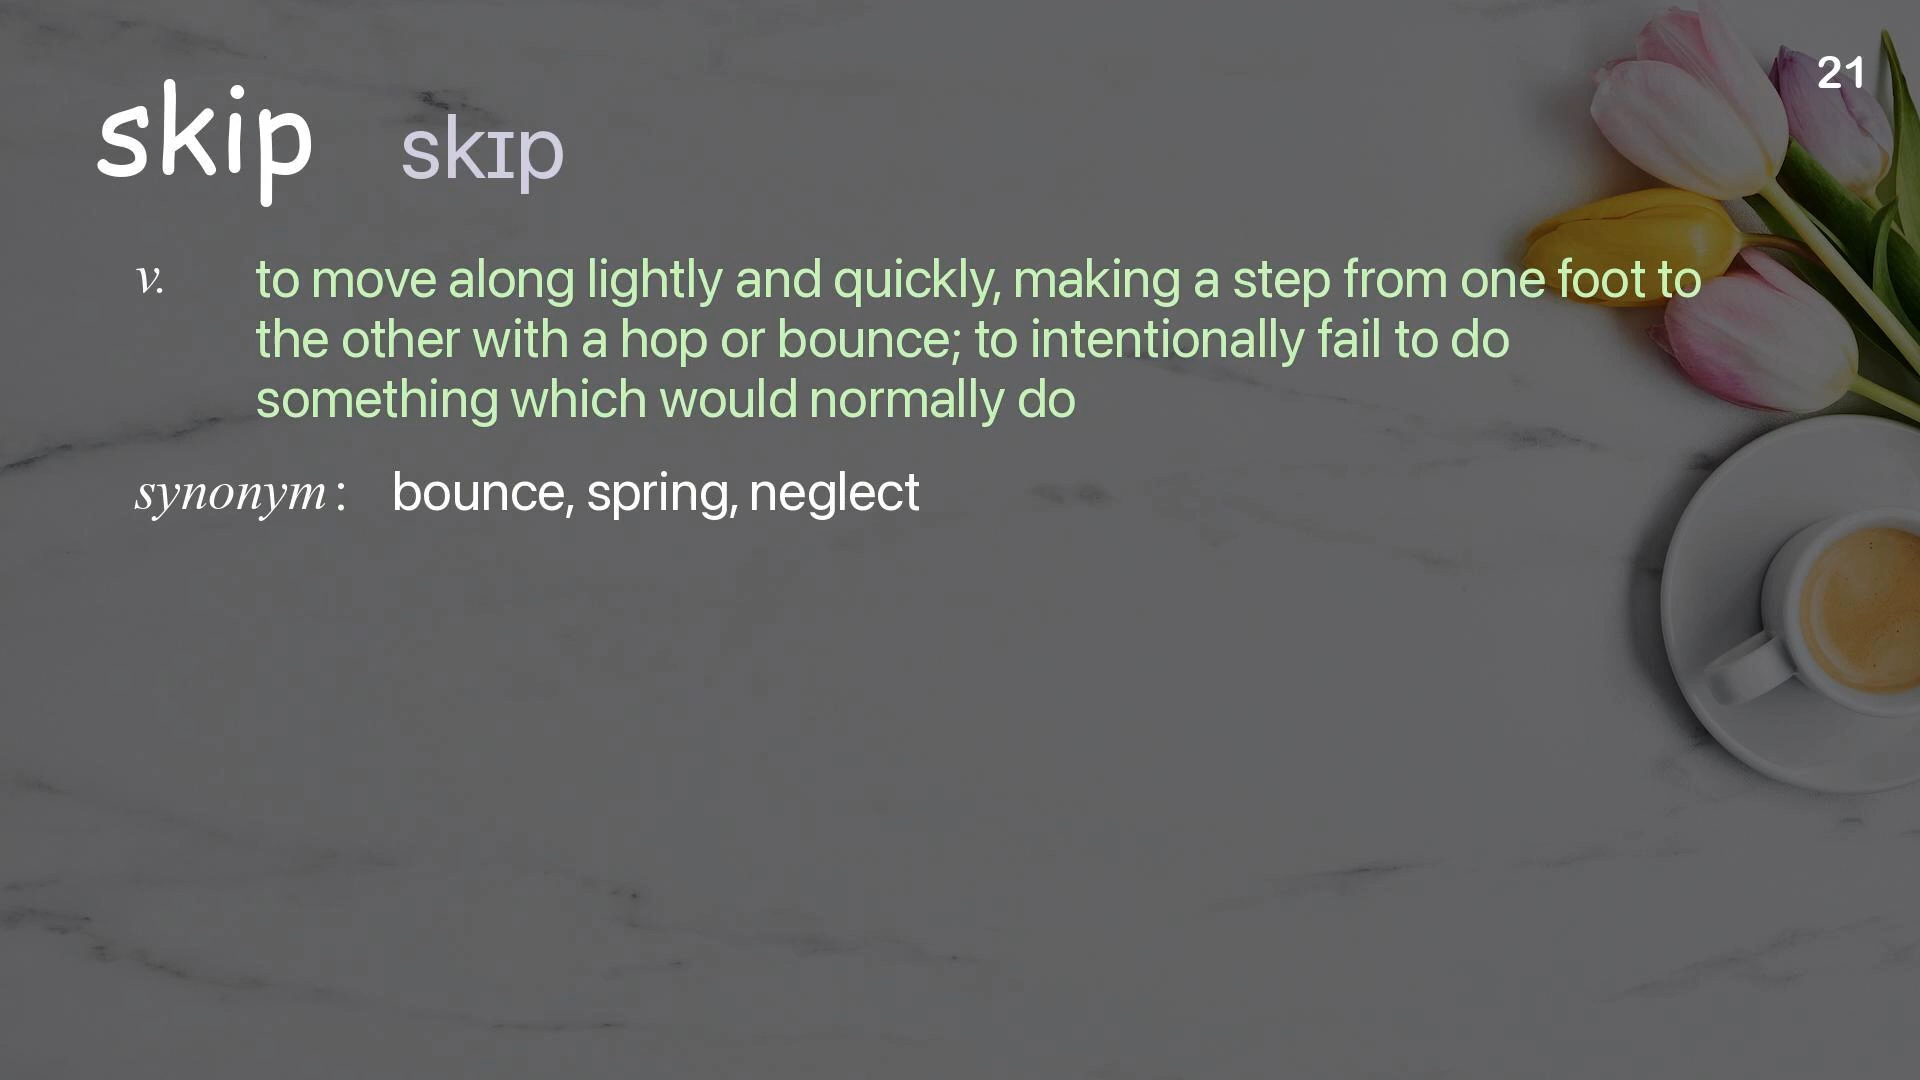 21
skip skɪp
v. to move along lightly and quickly, making a step from one foot to
the other with a hop or bounce; to intentionally fail to do
something which would normally do
synonym : bounce, spring, neglect